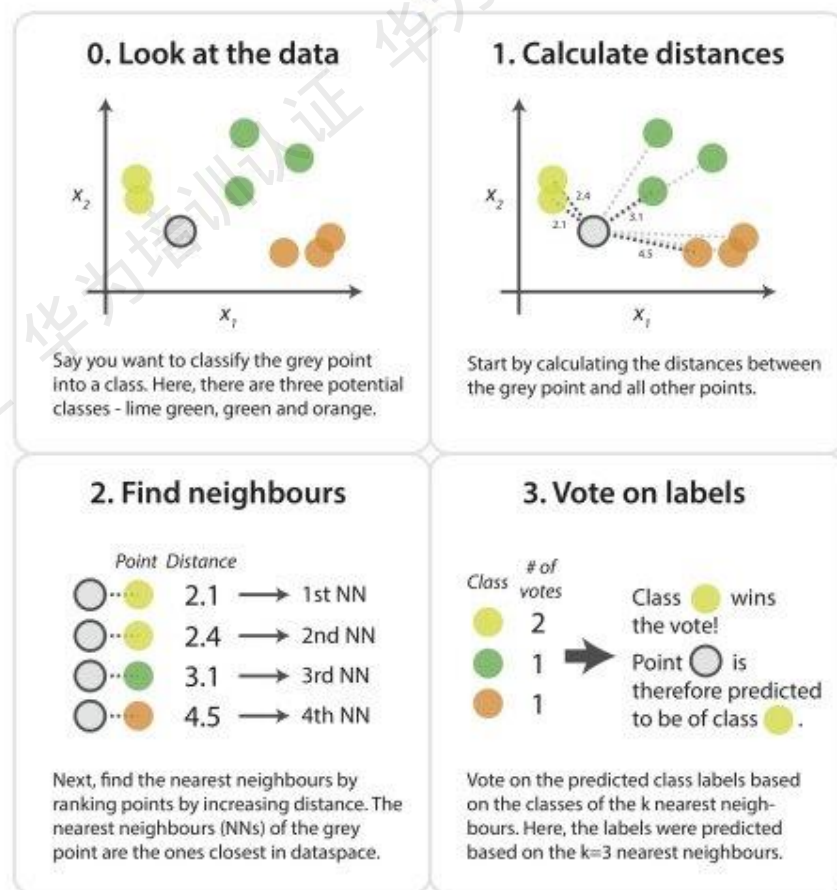 华为培训认证
0. Look at the data
x2
x1
Say you want to classify the grey point
into a class. Here, there are three potential
classes - lime green, green and orange.
1. Calculate distances
x2
2.4
2.1
3.1
4.5
x1
Start by calculating the distances between
the grey point and all other points.
2. Find neighbours
Point Distance
2.1 1st NN
2.4 2nd NN
3.1 3rd NN
4.5 4th NN
Next, find the nearest neighbours by
ranking points by increasing distance. The
nearest neighbours (NNs) of the grey
point are the ones closest in dataspace.
3. Vote on labels
Class # of votes
2
1
1
Class wins
the vote!
Point is
therefore predicted
to be of class .
Vote on the predicted class labels based
on the classes of the k nearest neigh-
bours. Here, the labels were predicted
based on the k=3 nearest neighbours.